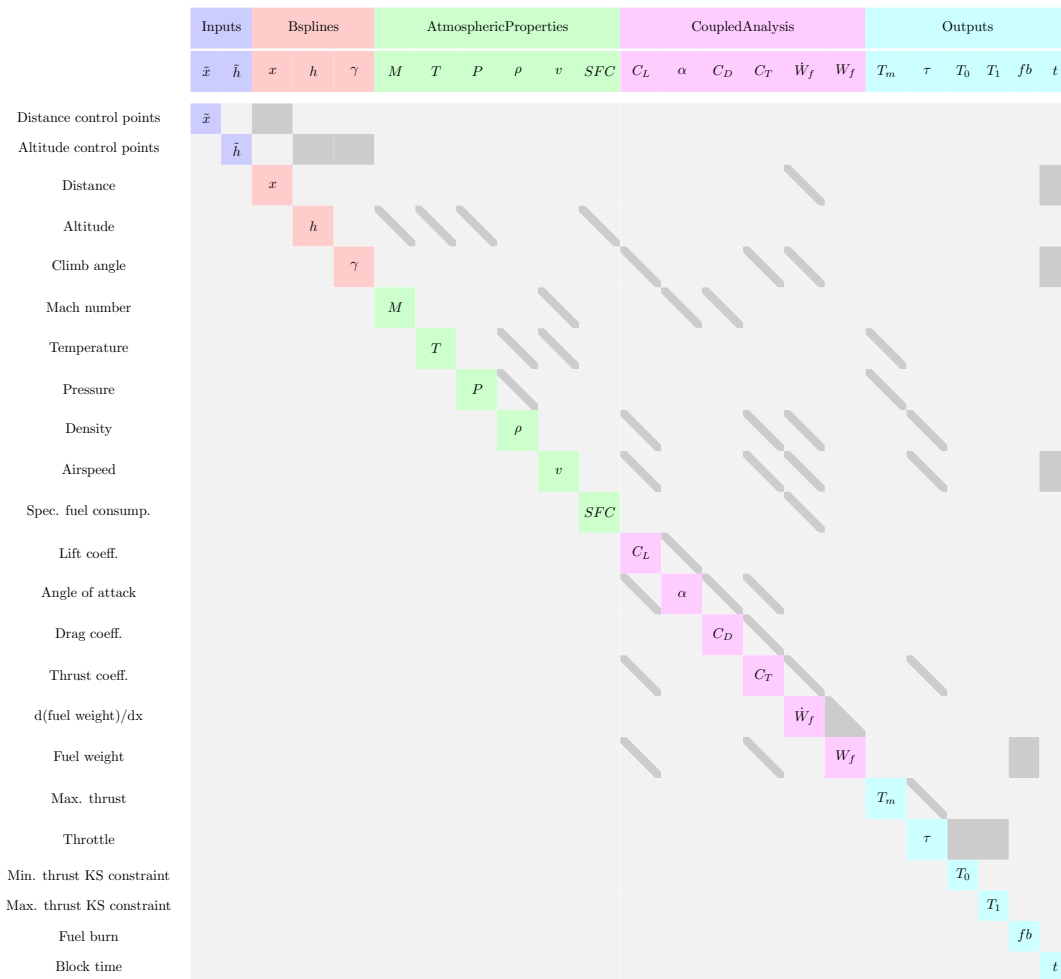 Inputs Bsplines AtmosphericProperties CoupledAnalysis Outputs
x̃ h̃ x h γ M T P ρ v SFC C_L α C_D C_T Ẇ_f W_f T_m τ T_0 T_1 fb t
Distance control points x̃
Altitude control points h̃
Distance x
Altitude h
Climb angle γ
Mach number M
Temperature T
Pressure P
Density ρ
Airspeed v
Spec. fuel consump. SFC
Lift coeff. C_L
Angle of attack α
Drag coeff. C_D
Thrust coeff. C_T
d(fuel weight)/dx Ẇ_f
Fuel weight W_f
Max. thrust T_m
Throttle τ
Min. thrust KS constraint T_0
Max. thrust KS constraint T_1
Fuel burn fb
Block time t